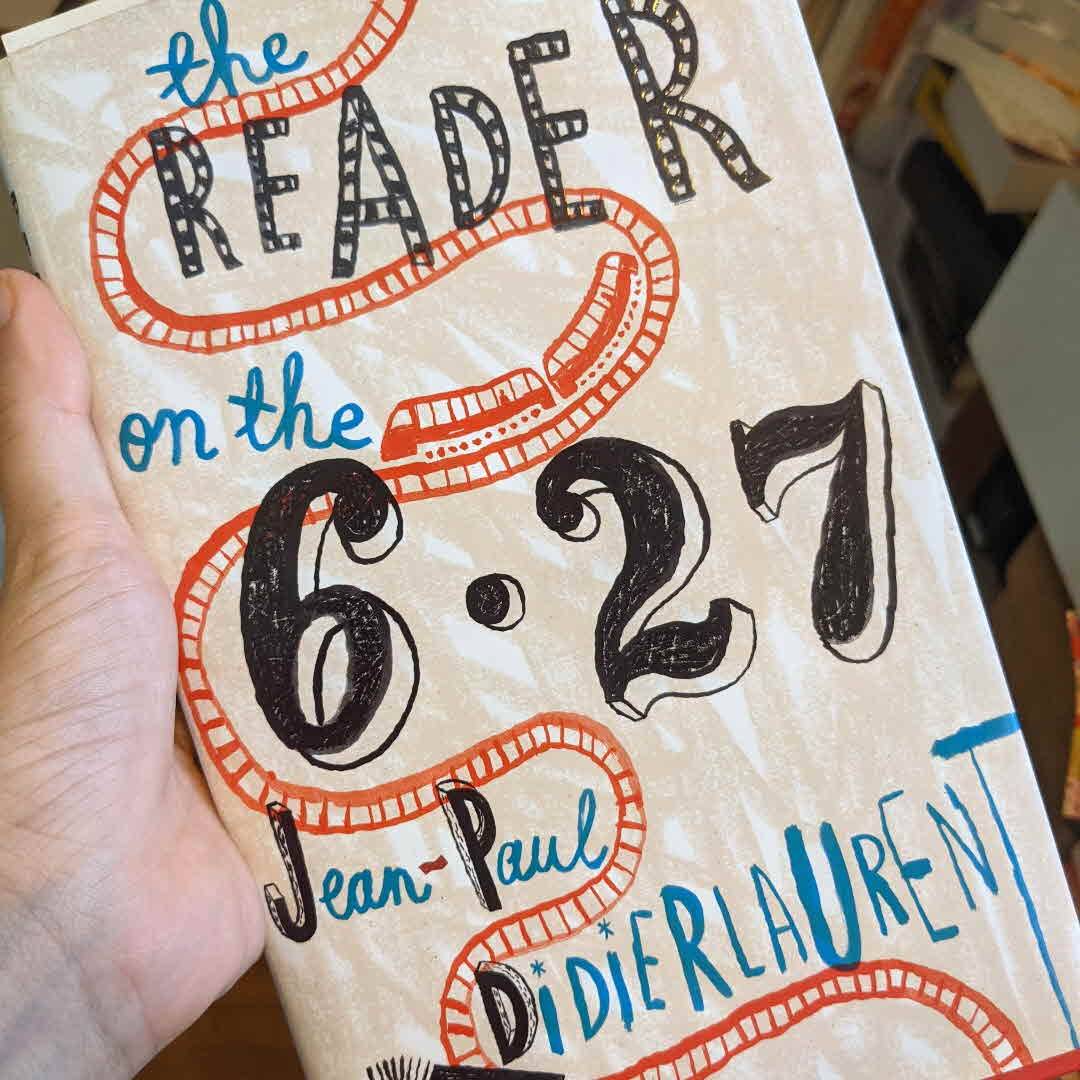 the
READER
on the
6·27
Jean-Paul
DiDiERLAURENT